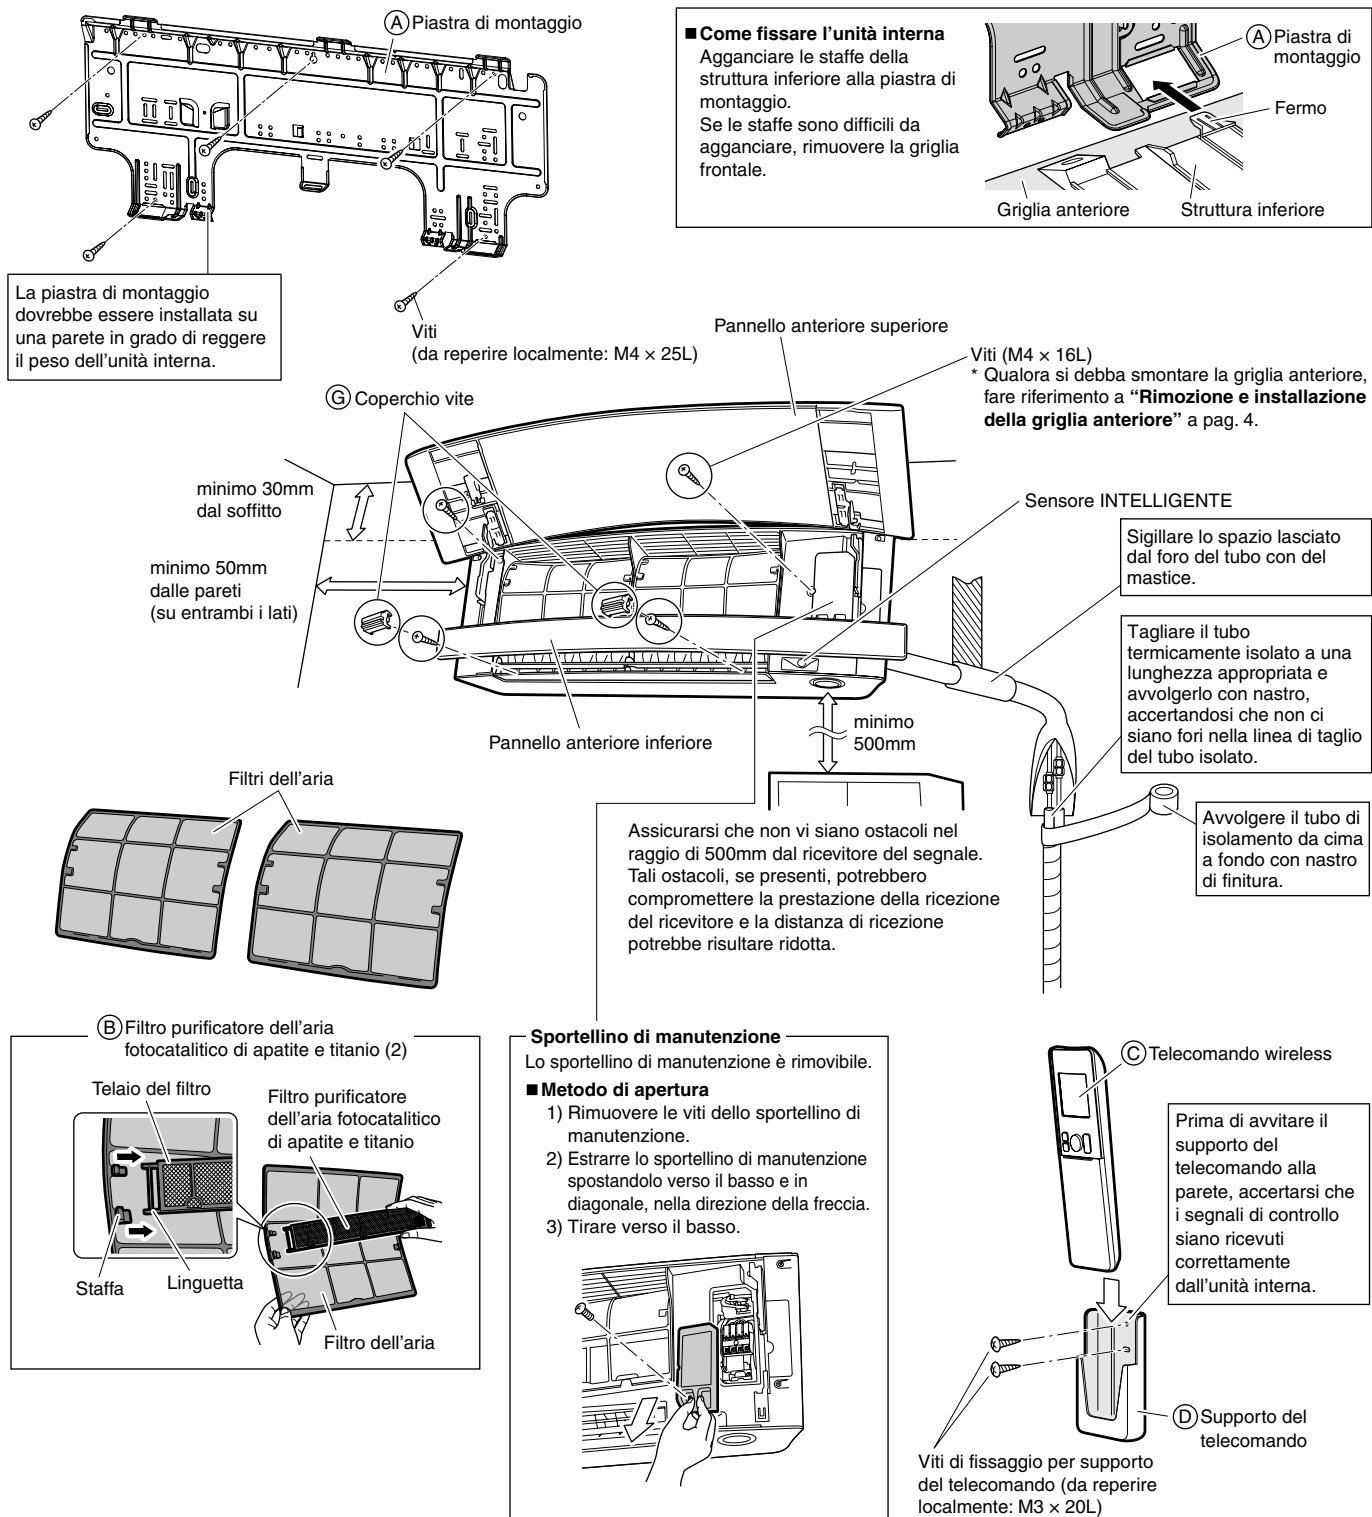 Ⓐ Piastra di montaggio
■ Come fissare l'unità interna
Agganciare le staffe della
struttura inferiore alla piastra di
montaggio.
Se le staffe sono difficili da
agganciare, rimuovere la griglia
frontale.
Ⓐ Piastra di
montaggio
Fermo
Griglia anteriore
Struttura inferiore
La piastra di montaggio
dovrebbe essere installata su
una parete in grado di reggere
il peso dell'unità interna.
Viti
(da reperire localmente: M4 × 25L)
Pannello anteriore superiore
Viti (M4 × 16L)
* Qualora si debba smontare la griglia anteriore,
fare riferimento a “Rimozione e installazione
della griglia anteriore” a pag. 4.
Ⓖ Coperchio vite
minimo 30mm
dal soffitto
minimo 50mm
dalle pareti
(su entrambi i lati)
Sensore INTELLIGENTE
Sigillare lo spazio lasciato
dal foro del tubo con del
mastice.
Tagliare il tubo
termicamente isolato a una
lunghezza appropriata e
avvolgerlo con nastro,
accertandosi che non ci
siano fori nella linea di taglio
del tubo isolato.
Pannello anteriore inferiore
minimo
500mm
Avvolgere il tubo di
isolamento da cima
a fondo con nastro
di finitura.
Filtri dell'aria
Assicurarsi che non vi siano ostacoli nel
raggio di 500mm dal ricevitore del segnale.
Tali ostacoli, se presenti, potrebbero
compromettere la prestazione della ricezione
del ricevitore e la distanza di ricezione
potrebbe risultare ridotta.
Ⓑ Filtro purificatore dell'aria
fotocatalitico di apatite e titanio (2)
Telaio del filtro
Filtro purificatore
dell'aria fotocatalitico
di apatite e titanio
Staffa
Linguetta
Filtro dell'aria
Sportellino di manutenzione
Lo sportellino di manutenzione è rimovibile.
■ Metodo di apertura
1) Rimuovere le viti dello sportellino di
manutenzione.
2) Estrarre lo sportellino di manutenzione
spostandolo verso il basso e in
diagonale, nella direzione della freccia.
3) Tirare verso il basso.
Ⓒ Telecomando wireless
Prima di avvitare il
supporto del
telecomando alla
parete, accertarsi che
i segnali di controllo
siano ricevuti
correttamente
dall'unità interna.
Ⓓ Supporto del
telecomando
Viti di fissaggio per supporto
del telecomando (da reperire
localmente: M3 × 20L)